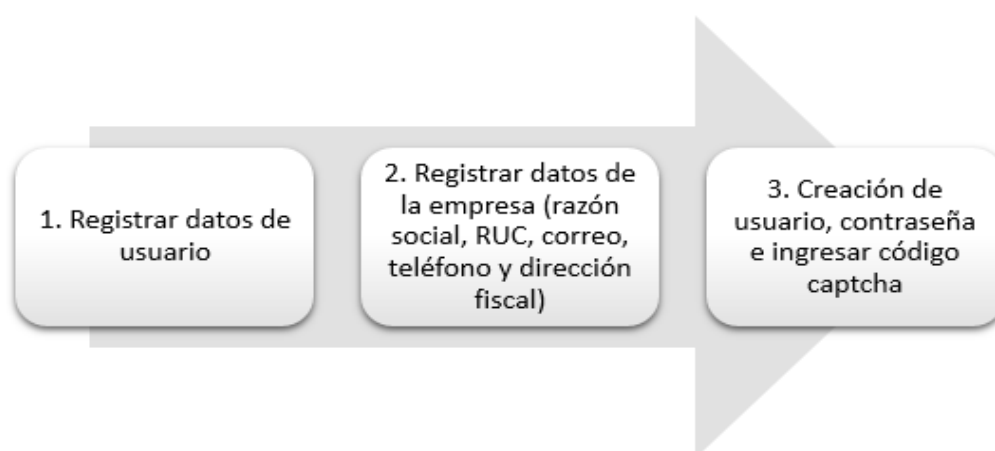 1. Registrar datos de
usuario
2. Registrar datos de
la empresa (razón
social, RUC, correo,
teléfono y dirección
fiscal)
3. Creación de
usuario, contraseña
e ingresar código
captcha